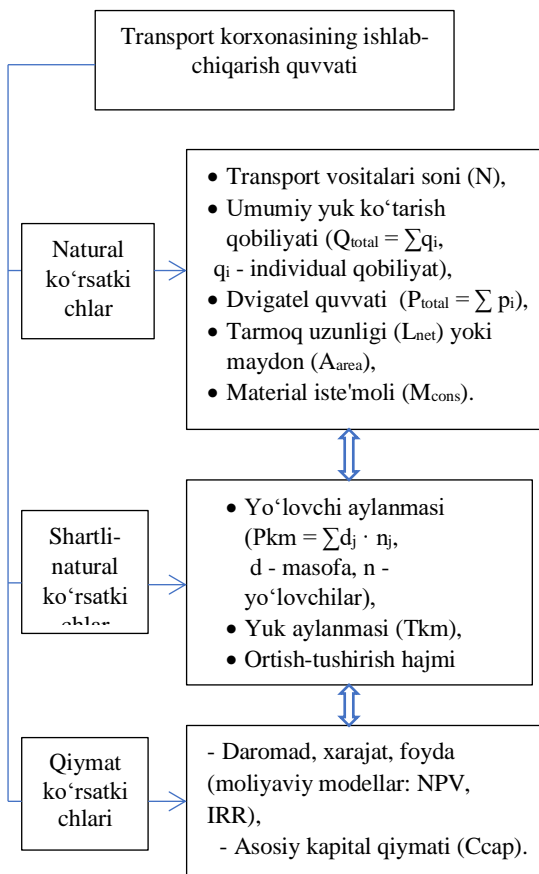 Transport korxonasining ishlab-
chiqarish quvvati
Natural
ko‘rsatki
chlar
• Transport vositalari soni (N),
• Umumiy yuk ko‘tarish
qobiliyati (Qtotal = ∑qi,
qi - individual qobiliyat),
• Dvigatel quvvati (Ptotal = ∑ pi),
• Tarmoq uzunligi (Lnet) yoki
maydon (Aarea),
• Material iste'moli (Mcons).
Shartli-
natural
ko‘rsatki
chlar
• Yo‘lovchi aylanmasi
(Pkm = ∑dj · nj,
d - masofa, n -
yo‘lovchilar),
• Yuk aylanmasi (Tkm),
• Ortish-tushirish hajmi
Qiymat
ko‘rsatki
chlari
- Daromad, xarajat, foyda
(moliyaviy modellar: NPV,
IRR),
- Asosiy kapital qiymati (Ccap).